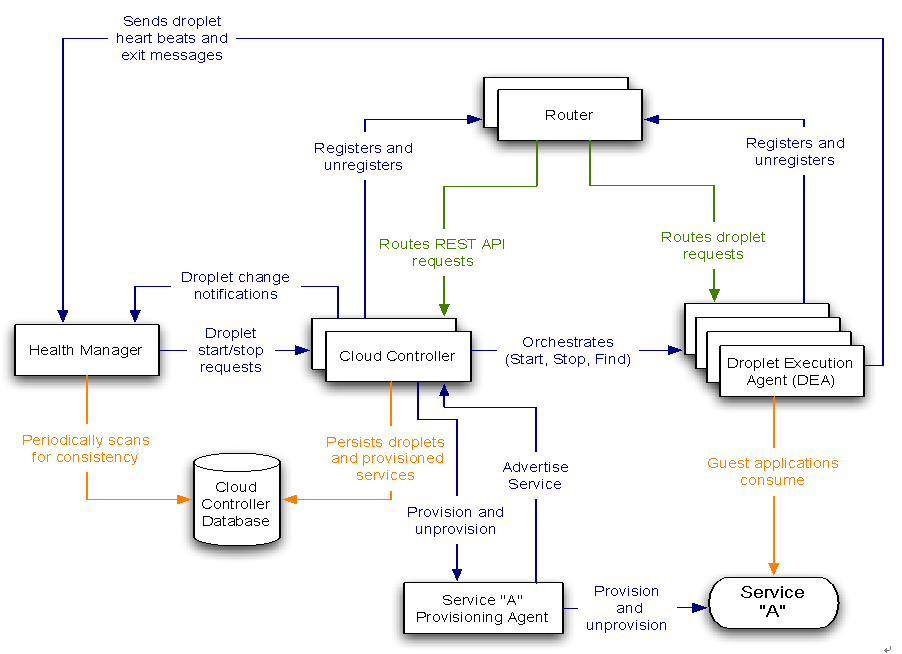 Sends droplet
heart beats and
exit messages
Router
Registers and
unregisters
Registers and
unregisters
Routes REST API
requests
Routes droplet
requests
Droplet change
notifications
Health Manager
Droplet
start/stop
requests
Cloud Controller
Orchestrates
(Start, Stop, Find)
Droplet Execution
Agent (DEA)
Periodically scans
for consistency
Persists droplets
and provisioned
services
Advertise
Service
Guest applications
consume
Cloud
Controller
Database
Provision and
unprovision
Service "A"
Provisioning Agent
Provision
and
unprovision
Service
"A"